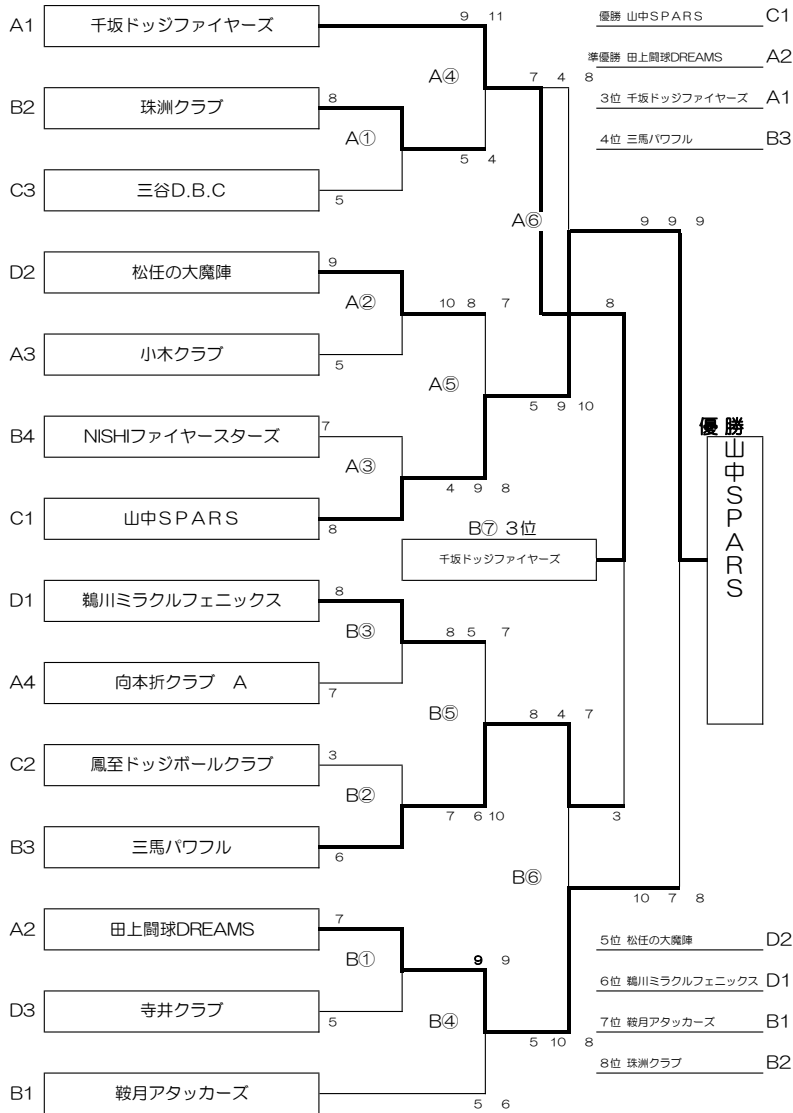 A1 千坂ドッジファイヤーズ 9 11
優勝 山中SPARS C1
準優勝 田上闘球DREAMS A2
A④ 7 4 8
3位 千坂ドッジファイヤーズ A1
B2 珠洲クラブ 8
A①
4位 三馬パワフル B3
5 4
C3 三谷D.B.C 5
A⑥ 9 9 9
D2 松任の大魔陣 9
A② 10 8 7 8
A3 小木クラブ 5
A⑤
5 9 10
B4 NISHIファイヤースターズ 7
優勝
山中SPARS
A③
4 9 8
C1 山中SPARS 8
B⑦ 3位
千坂ドッジファイヤーズ
D1 鵜川ミラクルフェニックス 8
B③ 8 5 7
A4 向本折クラブ A 7
B⑤ 8 4 7
C2 鳳至ドッジボールクラブ 3
B②
7 6 10 3
B3 三馬パワフル 6
B⑥
10 7 8
A2 田上闘球DREAMS 7
5位 松任の大魔陣 D2
B① 9 9
6位 鵜川ミラクルフェニックス D1
D3 寺井クラブ 5
B④
7位 鞍月アタッカーズ B1
5 10 8
8位 珠洲クラブ B2
B1 鞍月アタッカーズ
5 6